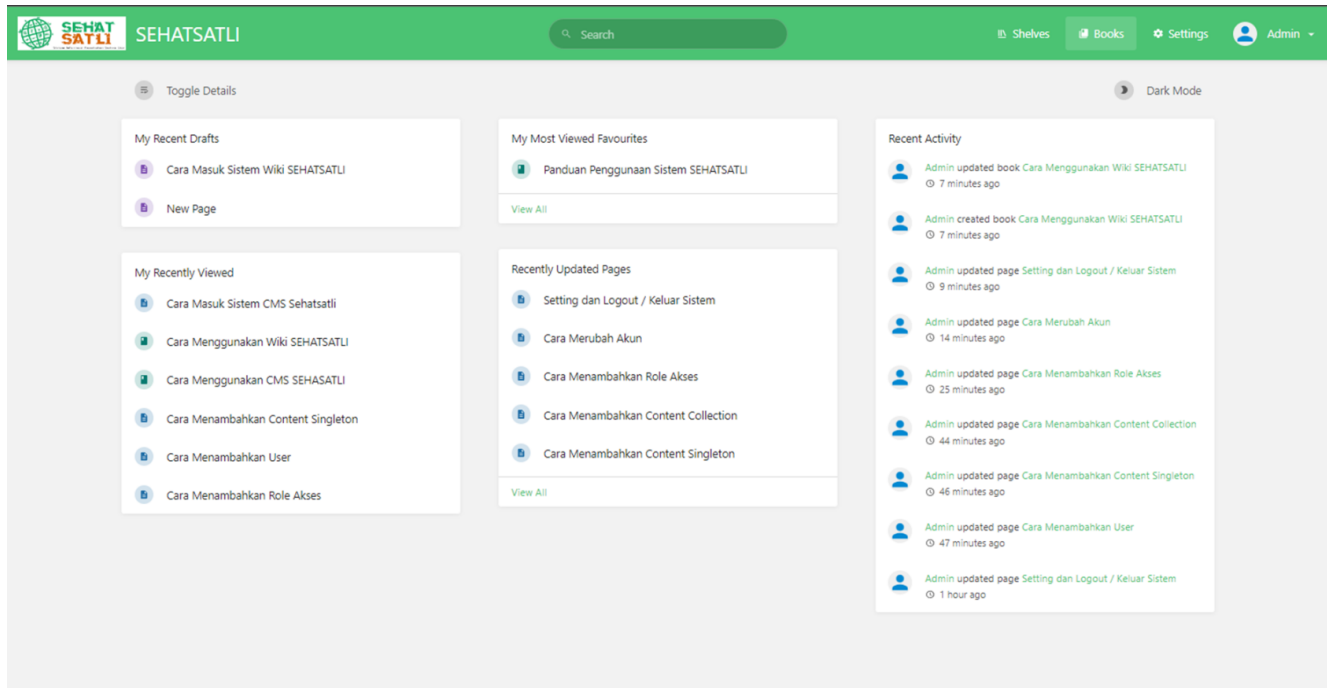 SEHAT
SATLI
SEHATSATLI
Search
Shelves
Books
Settings
Admin
Toggle Details
Dark Mode
My Recent Drafts
Cara Masuk Sistem Wiki SEHATSATLI
New Page
My Recently Viewed
Cara Masuk Sistem CMS Sehatsatli
Cara Menggunakan Wiki SEHATSATLI
Cara Menggunakan CMS SEHASATLI
Cara Menambahkan Content Singleton
Cara Menambahkan User
Cara Menambahkan Role Akses
My Most Viewed Favourites
Panduan Penggunaan Sistem SEHATSATLI
View All
Recently Updated Pages
Setting dan Logout / Keluar Sistem
Cara Merubah Akun
Cara Menambahkan Role Akses
Cara Menambahkan Content Collection
Cara Menambahkan Content Singleton
View All
Recent Activity
Admin updated book Cara Menggunakan Wiki SEHATSATLI
7 minutes ago
Admin created book Cara Menggunakan Wiki SEHATSATLI
7 minutes ago
Admin updated page Setting dan Logout / Keluar Sistem
9 minutes ago
Admin updated page Cara Merubah Akun
14 minutes ago
Admin updated page Cara Menambahkan Role Akses
25 minutes ago
Admin updated page Cara Menambahkan Content Collection
44 minutes ago
Admin updated page Cara Menambahkan Content Singleton
46 minutes ago
Admin updated page Cara Menambahkan User
47 minutes ago
Admin updated page Setting dan Logout / Keluar Sistem
1 hour ago